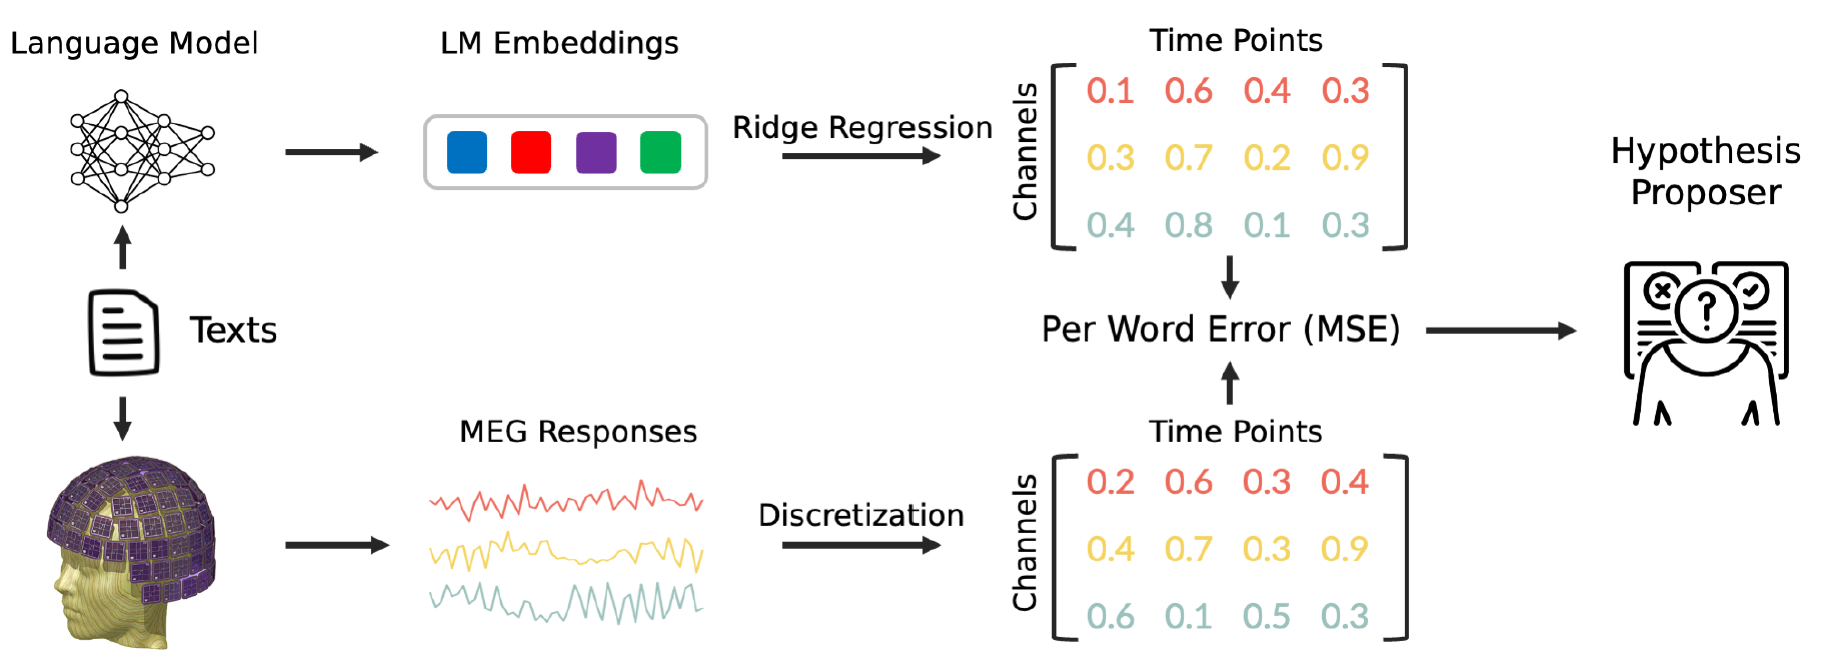 Language Model
LM Embeddings
Ridge Regression
Time Points
Channels
0.1 0.6 0.4 0.3
0.3 0.7 0.2 0.9
0.4 0.8 0.1 0.3
Hypothesis
Proposer
?
Texts
Per Word Error (MSE)
MEG Responses
Discretization
Time Points
Channels
0.2 0.6 0.3 0.4
0.4 0.7 0.3 0.9
0.6 0.1 0.5 0.3